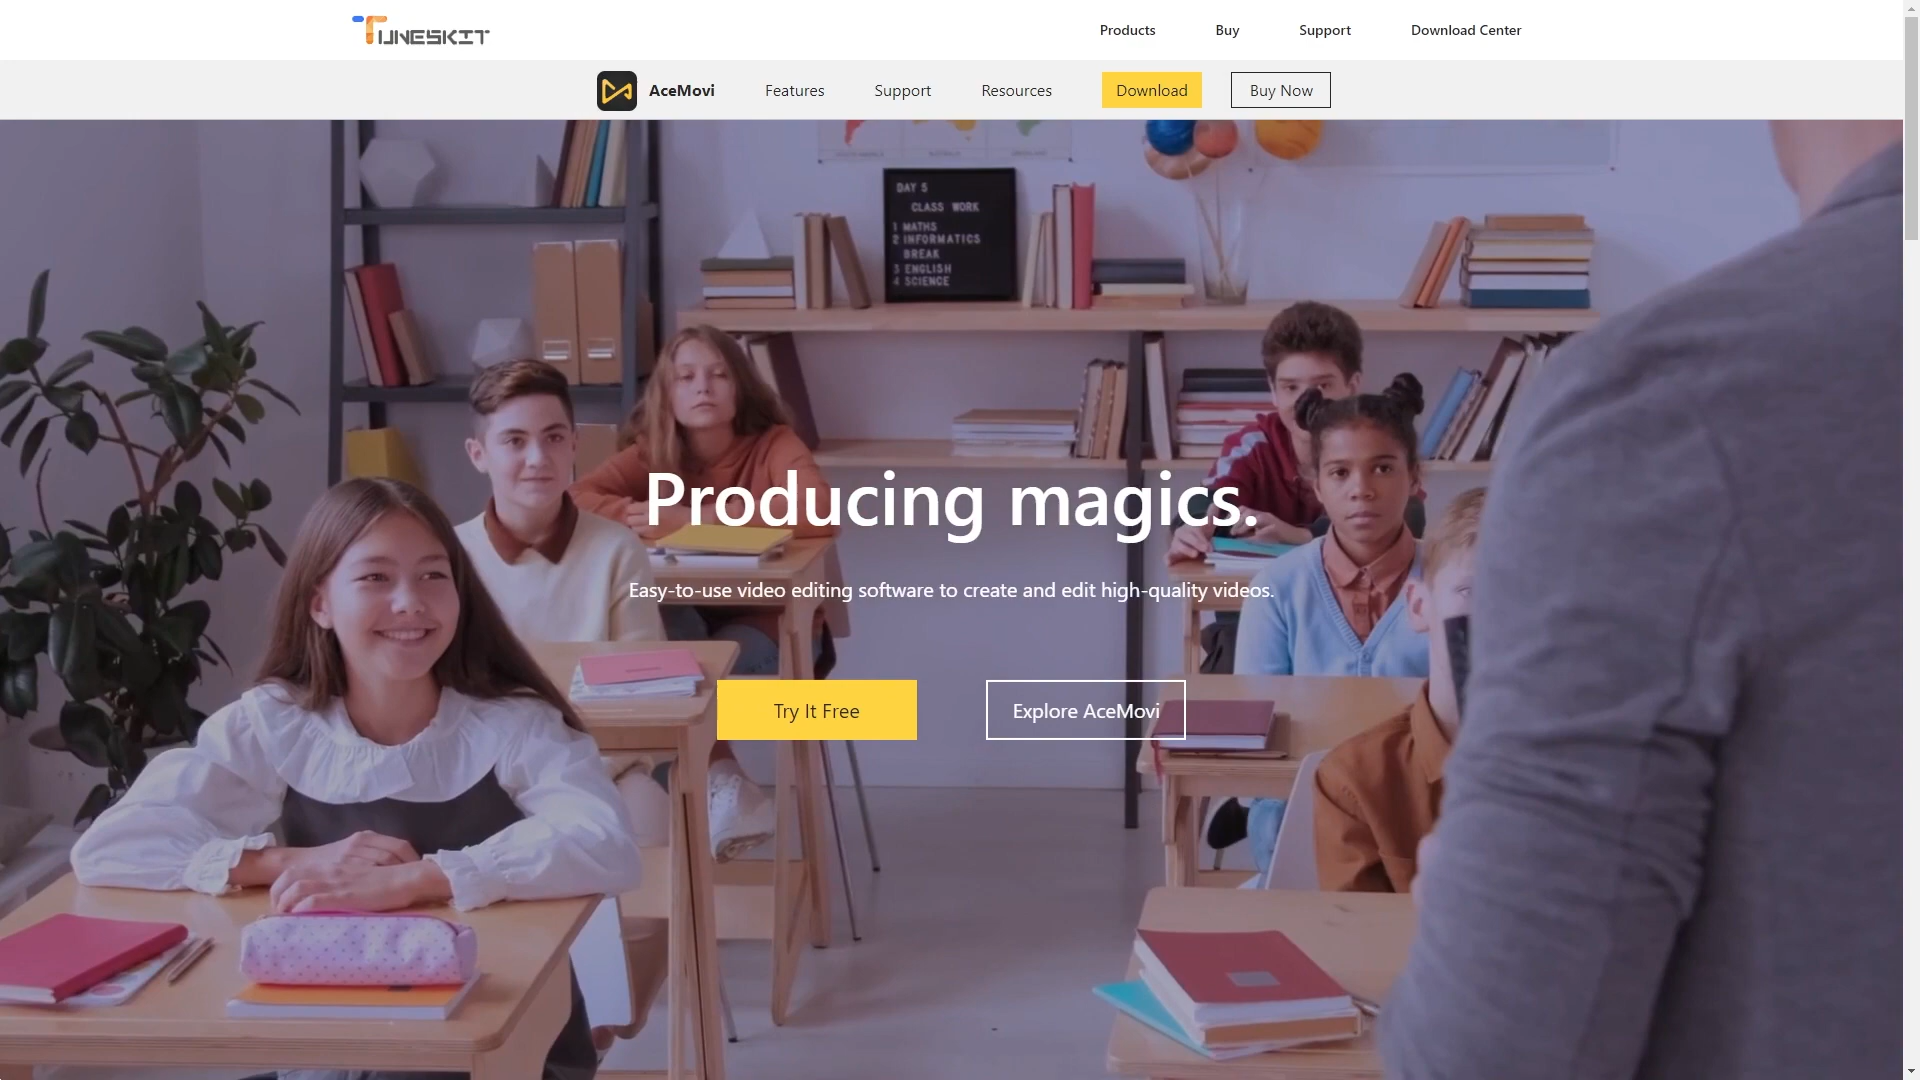 TUNESKIT
Products
Buy
Support
Download Center
AceMovi
Features
Support
Resources
Download
Buy Now
DAY 5
CLASS WORK
1 MATHS
2 INFORMATICS
BREAK
3 ENGLISH
4 SCIENCE
Producing magics.
Easy-to-use video editing software to create and edit high-quality videos.
Try It Free
Explore AceMovi